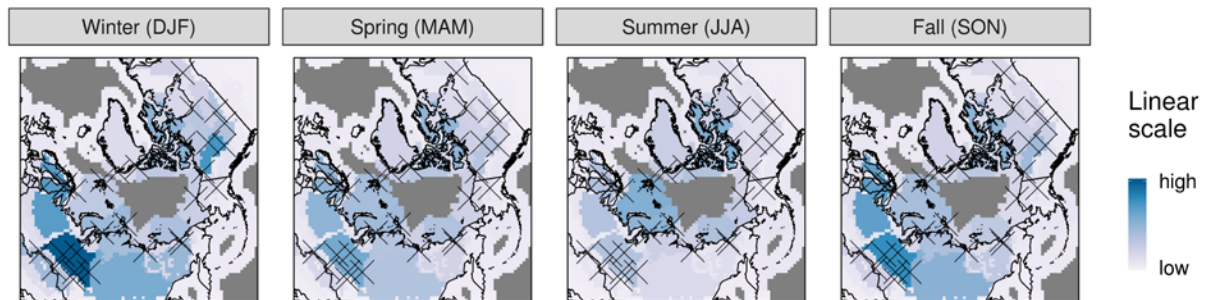 Winter (DJF)
Spring (MAM)
Summer (JJA)
Fall (SON)
Linear
scale
high
low